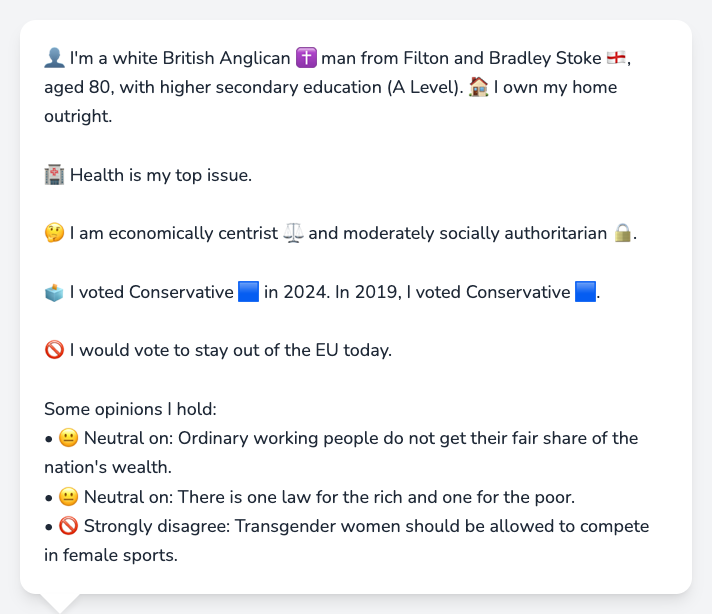 👤 I'm a white British Anglican ✝️ man from Filton and Bradley Stoke 🏴󠁧󠁢󠁥󠁮󠁧󠁿,
aged 80, with higher secondary education (A Level). 🏠 I own my home
outright.
🏥 Health is my top issue.
🤔 I am economically centrist ⚖️ and moderately socially authoritarian 🔒.
🗳️ I voted Conservative 🟦 in 2024. In 2019, I voted Conservative 🟦.
🚫 I would vote to stay out of the EU today.
Some opinions I hold:
• 😐 Neutral on: Ordinary working people do not get their fair share of the
nation's wealth.
• 😐 Neutral on: There is one law for the rich and one for the poor.
• 🚫 Strongly disagree: Transgender women should be allowed to compete
in female sports.